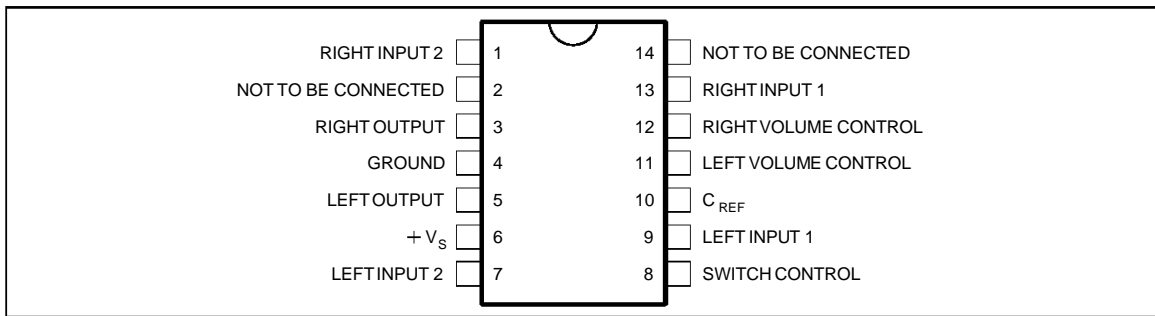 RIGHT INPUT 2 1 14 NOT TO BE CONNECTED
NOT TO BE CONNECTED 2 13 RIGHT INPUT 1
RIGHT OUTPUT 3 12 RIGHT VOLUME CONTROL
GROUND 4 11 LEFT VOLUME CONTROL
LEFT OUTPUT 5 10 C REF
+ VS 6 9 LEFT INPUT 1
LEFT INPUT 2 7 8 SWITCH CONTROL